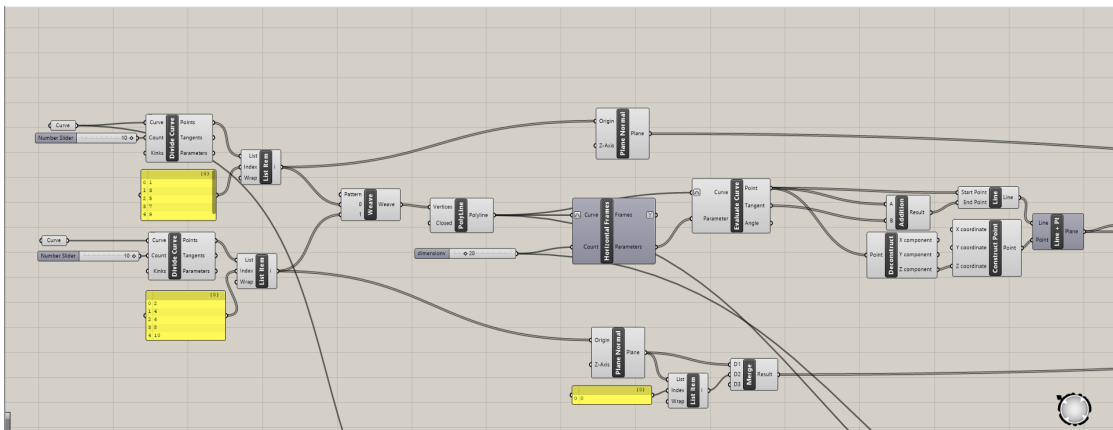 Curve
Number Slider
10
Curve
Count
Kinks
Divide Curve
Points
Tangents
Parameters
{0}
0 1
1 3
2 5
3 7
4 9
List
Index
Wrap
List Item
i
Curve
Number Slider
10
Curve
Count
Kinks
Divide Curve
Points
Tangents
Parameters
{0}
0 2
1 4
2 6
3 8
4 10
List
Index
Wrap
List Item
i
Pattern
0
1
Weave
Weave
Vertices
Closed
PolyLine
Polyline
dimensionv
20
Origin
Z-Axis
Plane Normal
Plane
Curve
Count
Horizontal Frames
Frames
Parameters
Curve
Parameter
Evaluate Curve
Point
Tangent
Angle
A
B
Addition
Result
Point
Deconstruct
X component
Y component
Z component
Start Point
End Point
Line
Line
X coordinate
Y coordinate
Z coordinate
Construct Point
Point
Line
Point
Line + Pt
Plane
Origin
Z-Axis
Plane Normal
Plane
{0}
0 0
List
Index
Wrap
List Item
i
D1
D2
D3
Merge
Result